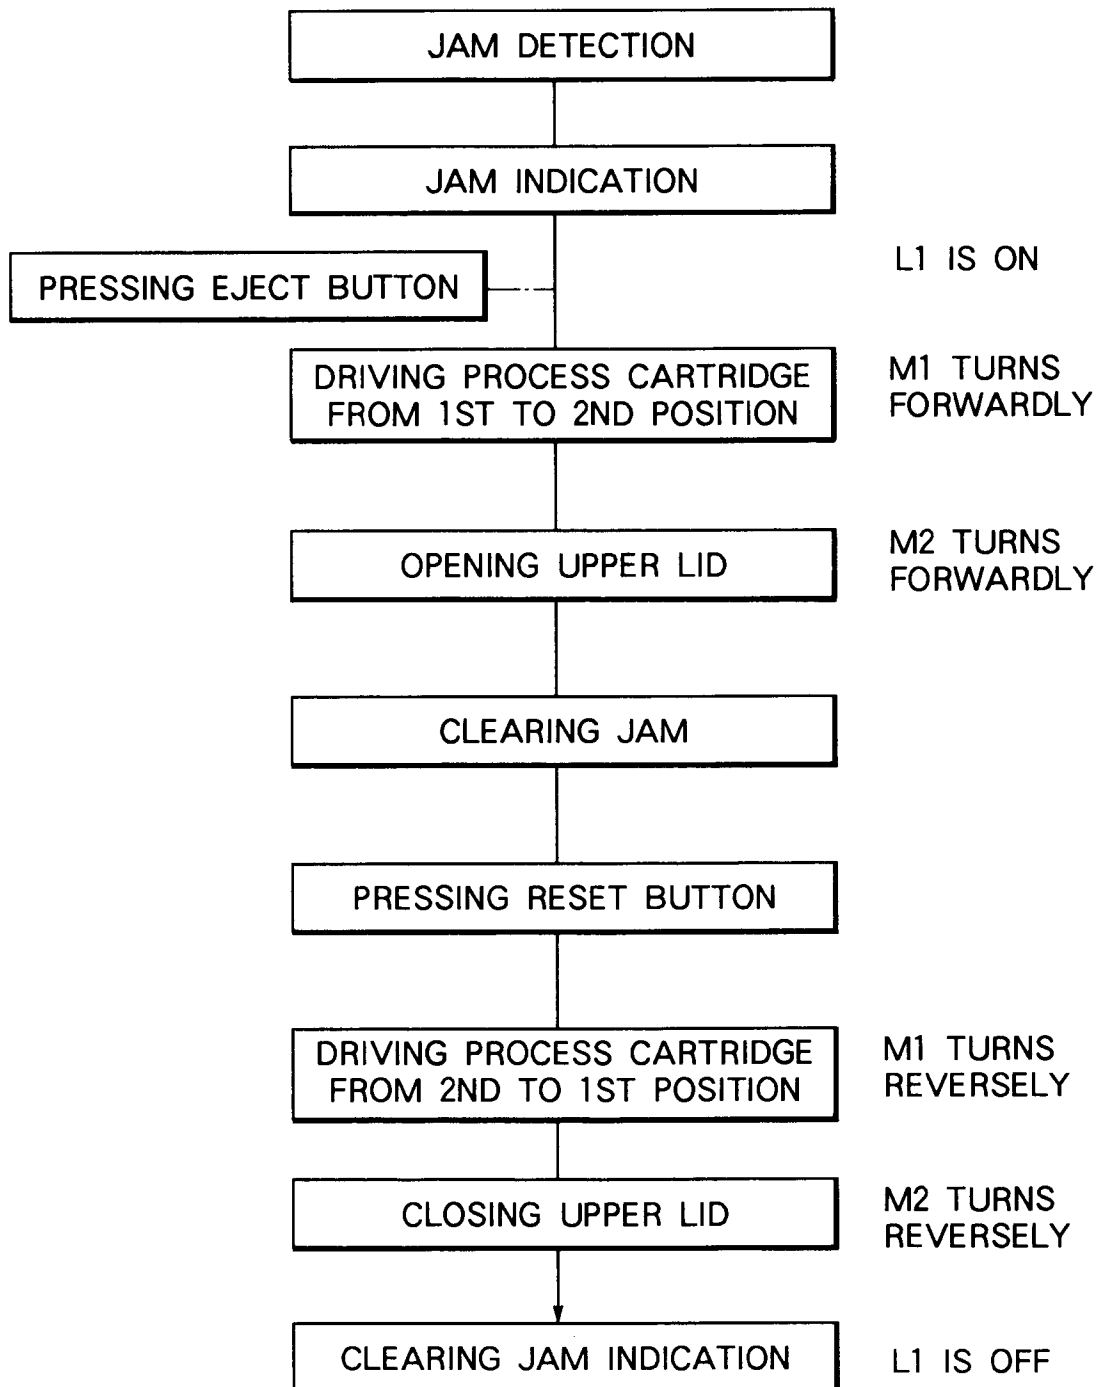 JAM DETECTION
JAM INDICATION
L1 IS ON
PRESSING EJECT BUTTON
DRIVING PROCESS CARTRIDGE
FROM 1ST TO 2ND POSITION
M1 TURNS
FORWARDLY
OPENING UPPER LID
M2 TURNS
FORWARDLY
CLEARING JAM
PRESSING RESET BUTTON
DRIVING PROCESS CARTRIDGE
FROM 2ND TO 1ST POSITION
M1 TURNS
REVERSELY
CLOSING UPPER LID
M2 TURNS
REVERSELY
CLEARING JAM INDICATION
L1 IS OFF